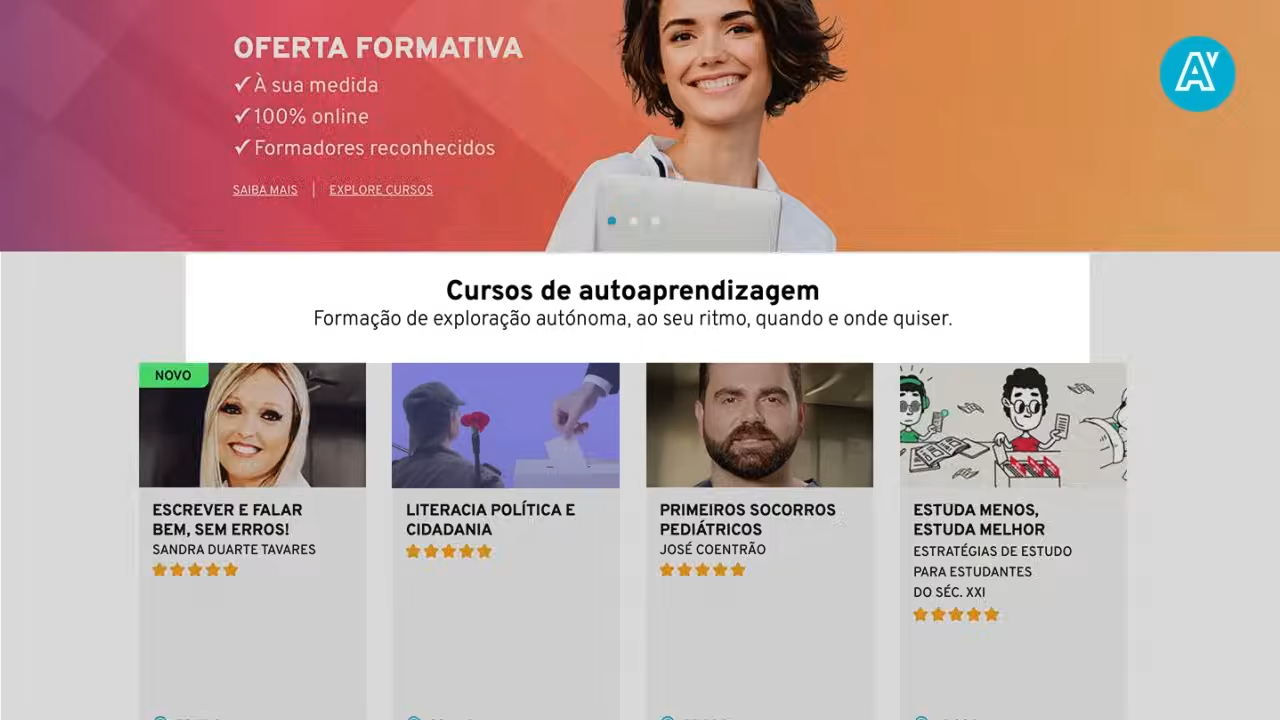 OFERTA FORMATIVA
✓ À sua medida
✓ 100% online
✓ Formadores reconhecidos
SAIBA MAIS | EXPLORE CURSOS
Cursos de autoaprendizagem
Formação de exploração autónoma, ao seu ritmo, quando e onde quiser.
NOVO
ESCREVER E FALAR
BEM, SEM ERROS!
SANDRA DUARTE TAVARES
LITERACIA POLÍTICA E
CIDADANIA
PRIMEIROS SOCORROS
PEDIÁTRICOS
JOSÉ COENTRÃO
ESTUDA MENOS,
ESTUDA MELHOR
ESTRATÉGIAS DE ESTUDO
PARA ESTUDANTES
DO SÉC. XXI